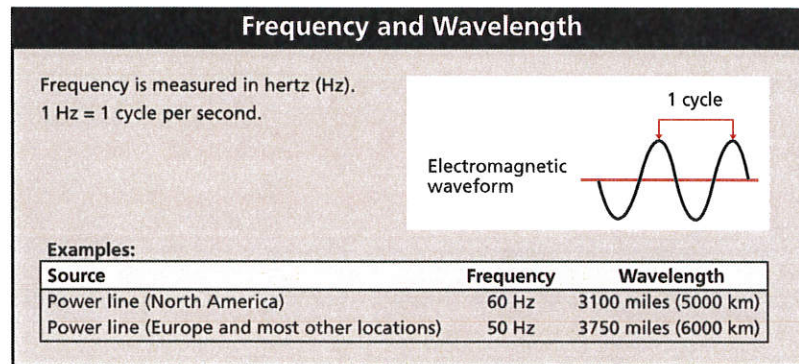 Frequency and Wavelength
Frequency is measured in hertz (Hz).
1 Hz = 1 cycle per second.
1 cycle
Electromagnetic
waveform
Examples:
Source Frequency Wavelength
Power line (North America) 60 Hz 3100 miles (5000 km)
Power line (Europe and most other locations) 50 Hz 3750 miles (6000 km)